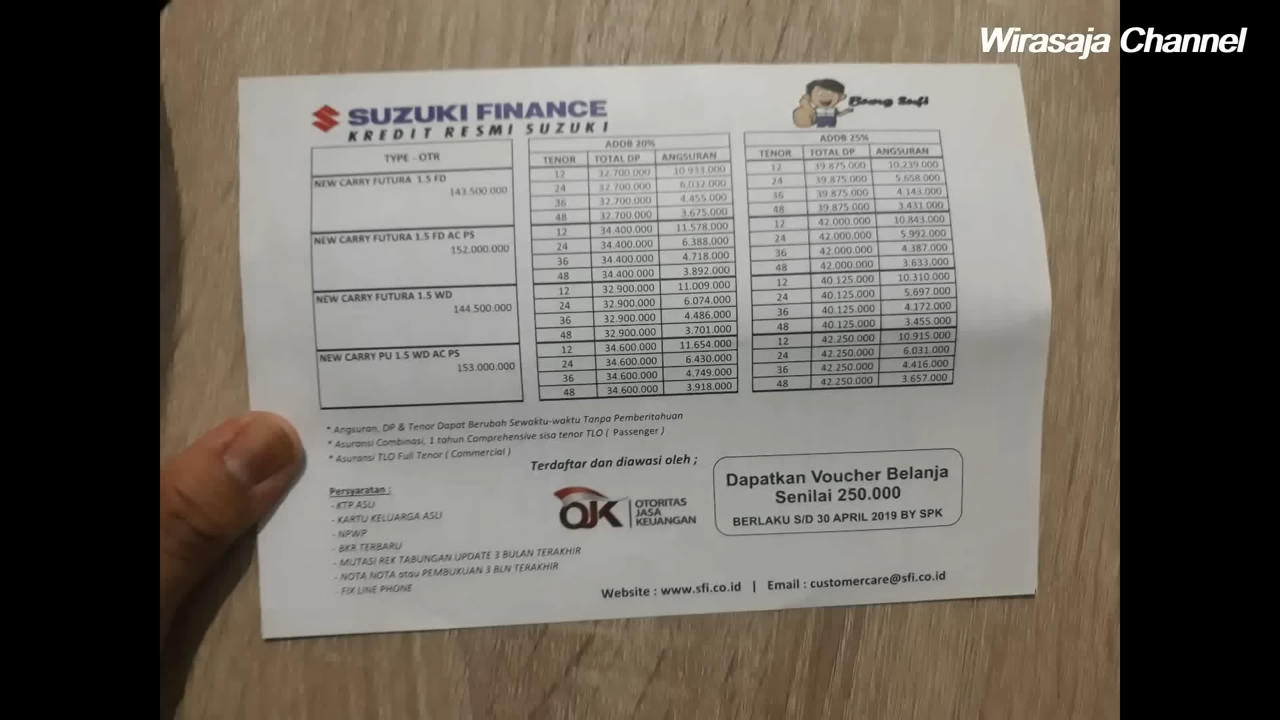 Wirasaja Channel
SUZUKI FINANCE
KREDIT RESMI SUZUKI
Bang Sufi
TYPE - OTR
NEW CARRY FUTURA 1.5 FD
143.500.000
NEW CARRY FUTURA 1.5 FD AC PS
152.000.000
NEW CARRY FUTURA 1.5 WD
144.500.000
NEW CARRY PU 1.5 WD AC PS
153.000.000
ADDB 20%
TENOR TOTAL DP ANGSURAN
12 32.700.000 10.933.000
24 32.700.000 6.032.000
36 32.700.000 4.455.000
48 32.700.000 3.675.000
12 34.400.000 11.578.000
24 34.400.000 6.388.000
36 34.400.000 4.718.000
48 34.400.000 3.892.000
12 32.900.000 11.009.000
24 32.900.000 6.074.000
36 32.900.000 4.486.000
48 32.900.000 3.701.000
12 34.600.000 11.654.000
24 34.600.000 6.430.000
36 34.600.000 4.749.000
48 34.600.000 3.918.000
ADDB 25%
TENOR TOTAL DP ANGSURAN
12 39.875.000 10.239.000
24 39.875.000 5.658.000
36 39.875.000 4.143.000
48 39.875.000 3.431.000
12 42.000.000 10.843.000
24 42.000.000 5.992.000
36 42.000.000 4.387.000
48 42.000.000 3.633.000
12 40.125.000 10.310.000
24 40.125.000 5.697.000
36 40.125.000 4.172.000
48 40.125.000 3.455.000
12 42.250.000 10.915.000
24 42.250.000 6.031.000
36 42.250.000 4.416.000
48 42.250.000 3.657.000
* Angsuran, DP & Tenor Dapat Berubah Sewaktu-waktu Tanpa Pemberitahuan
* Asuransi Combinasi, 1 tahun Comprehensive sisa tenor TLO ( Passenger )
* Asuransi TLO Full Tenor ( Commercial )
Terdaftar dan diawasi oleh ;
OJK OTORITAS
JASA
KEUANGAN
Dapatkan Voucher Belanja
Senilai 250.000
BERLAKU S/D 30 APRIL 2019 BY SPK
Persyaratan :
- KTP ASLI
- KARTU KELUARGA ASLI
- NPWP
- BKR TERBARU
- MUTASI REK TABUNGAN UPDATE 3 BULAN TERAKHIR
- NOTA NOTA atau PEMBUKUAN 3 BLN TERAKHIR
- FIX LINE PHONE
Website : www.sfi.co.id | Email : customercare@sfi.co.id